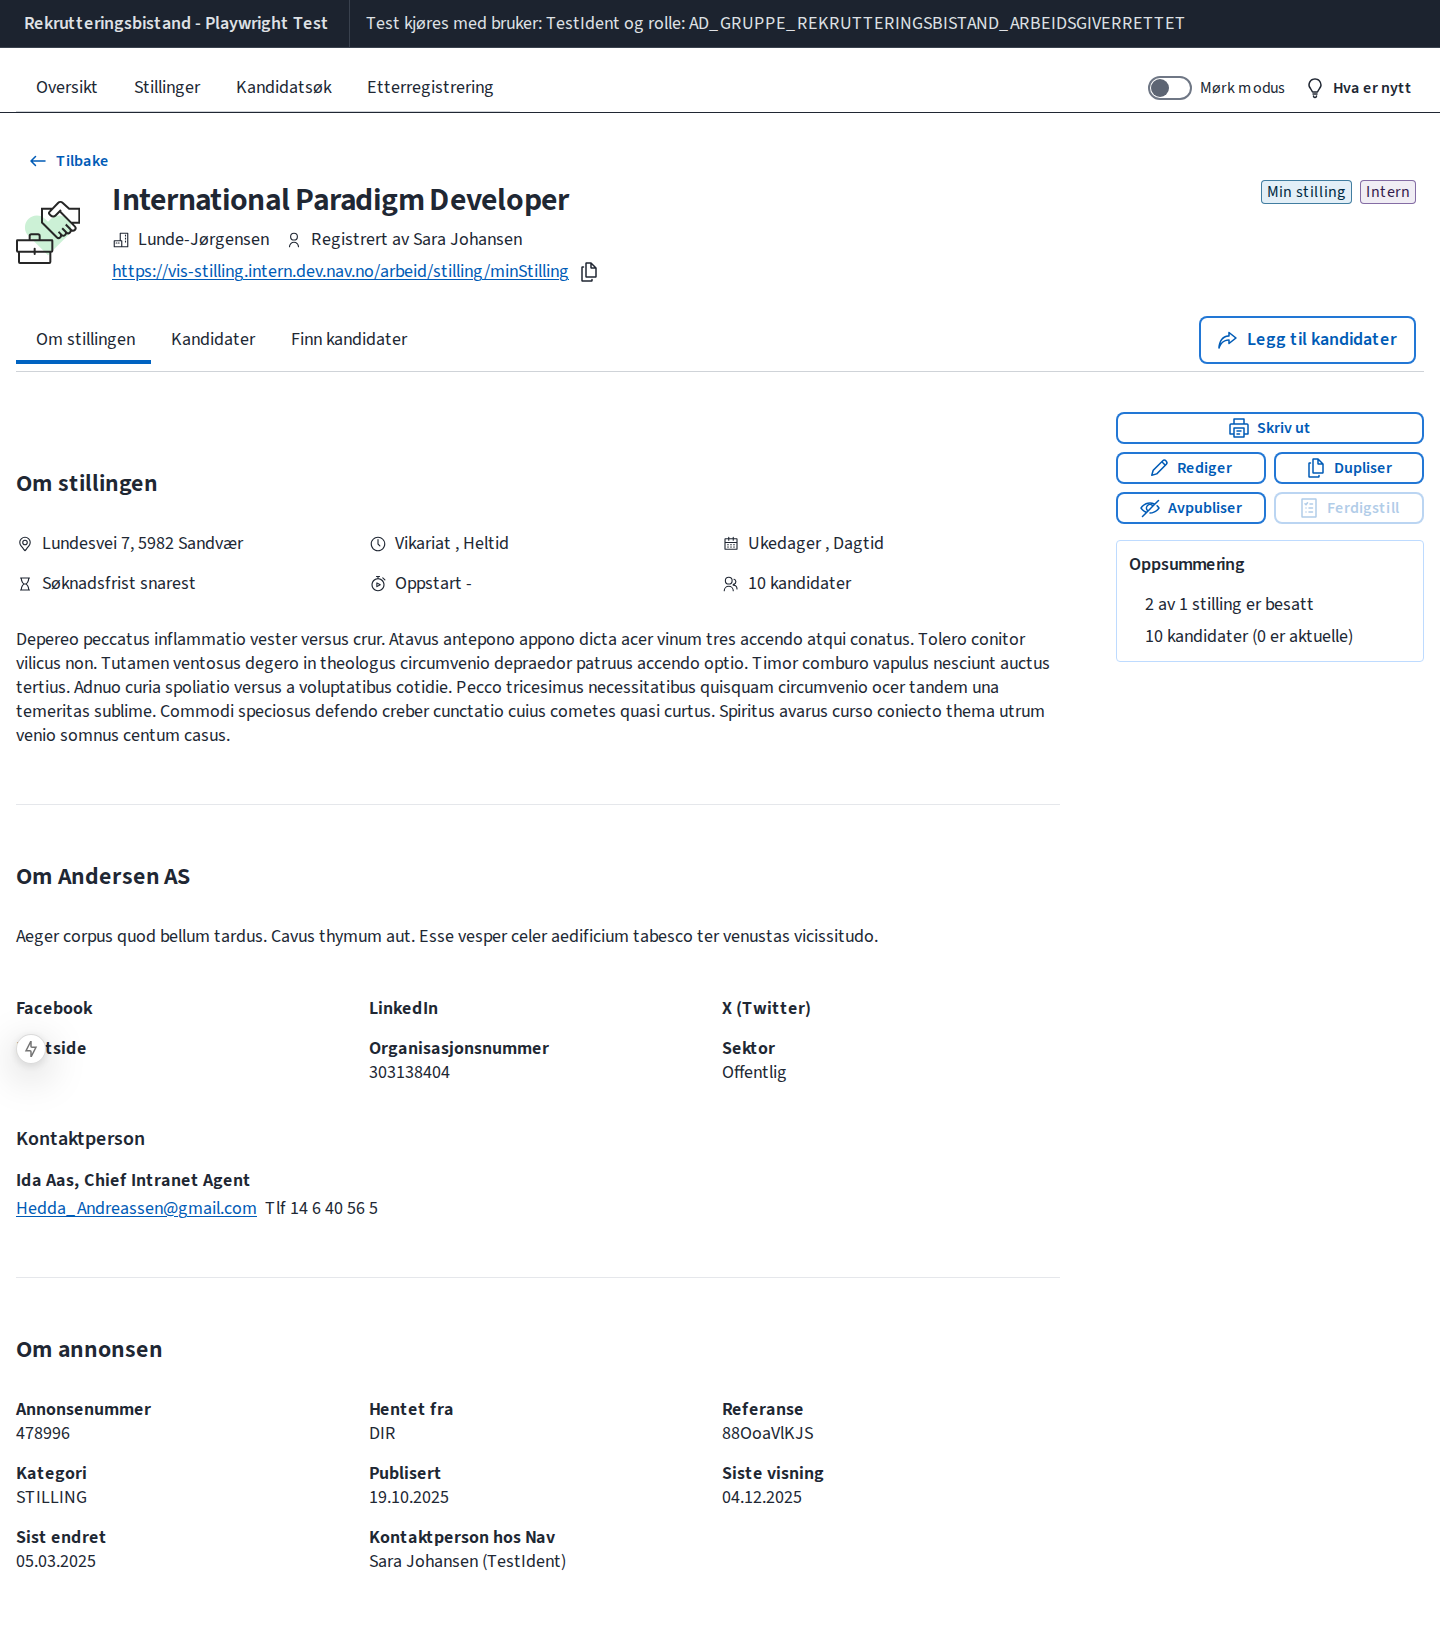 Rekrutteringsbistand - Playwright Test
Test kjøres med bruker: TestIdent og rolle: AD_GRUPPE_REKRUTTERINGSBISTAND_ARBEIDSGIVERRETTET
Oversikt
Stillinger
Kandidatsøk
Etterregistrering
Mørk modus
Hva er nytt
Tilbake
International Paradigm Developer
Min stilling
Intern
Lunde-Jørgensen
Registrert av Sara Johansen
https://vis-stilling.intern.dev.nav.no/arbeid/stilling/minStilling
Om stillingen
Kandidater
Finn kandidater
Legg til kandidater
Skriv ut
Rediger
Dupliser
Avpubliser
Ferdigstill
Oppsummering
2 av 1 stilling er besatt
10 kandidater (0 er aktuelle)
Om stillingen
Lundesvei 7, 5982 Sandvær
Vikariat , Heltid
Ukedager , Dagtid
Søknadsfrist snarest
Oppstart -
10 kandidater
Depereo peccatus inflammatio vester versus crur. Atavus antepono appono dicta acer vinum tres accendo atqui conatus. Tolero conitor
vilicus non. Tutamen ventosus degero in theologus circumvenio depraedor patruus accendo optio. Timor comburo vapulus nesciunt auctus
tertius. Adnuo curia spoliatio versus a voluptatibus cotidie. Pecco tricesimus necessitatibus quisquam circumvenio ocer tandem una
temeritas sublime. Commodi speciosus defendo creber cunctatio cuius cometes quasi curtus. Spiritus avarus curso coniecto thema utrum
venio somnus centum casus.
Om Andersen AS
Aeger corpus quod bellum tardus. Cavus thymum aut. Esse vesper celer aedificium tabesco ter venustas vicissitudo.
Facebook
LinkedIn
X (Twitter)
tside
Organisasjonsnummer
303138404
Sektor
Offentlig
Kontaktperson
Ida Aas, Chief Intranet Agent
Hedda_Andreassen@gmail.com Tlf 14 6 40 56 5
Om annonsen
Annonsenummer
478996
Hentet fra
DIR
Referanse
88OoaVlKJS
Kategori
STILLING
Publisert
19.10.2025
Siste visning
04.12.2025
Sist endret
05.03.2025
Kontaktperson hos Nav
Sara Johansen (TestIdent)